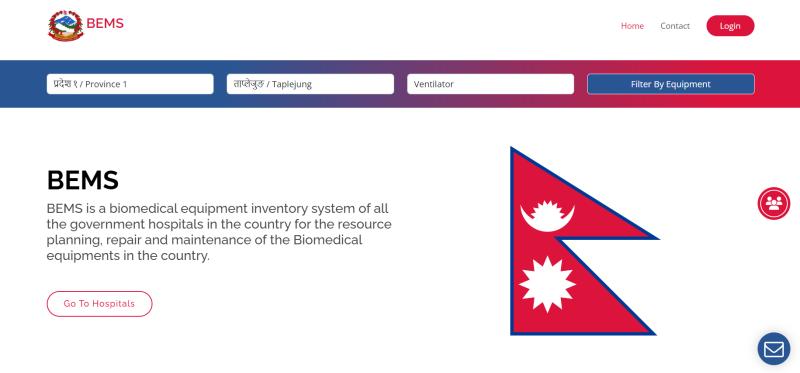 BEMS
Home
Contact
Login
प्रदेश १ / Province 1
ताप्लेजुङ / Taplejung
Ventilator
Filter By Equipment
BEMS
BEMS is a biomedical equipment inventory system of all
the government hospitals in the country for the resource
planning, repair and maintenance of the Biomedical
equipments in the country.
Go To Hospitals